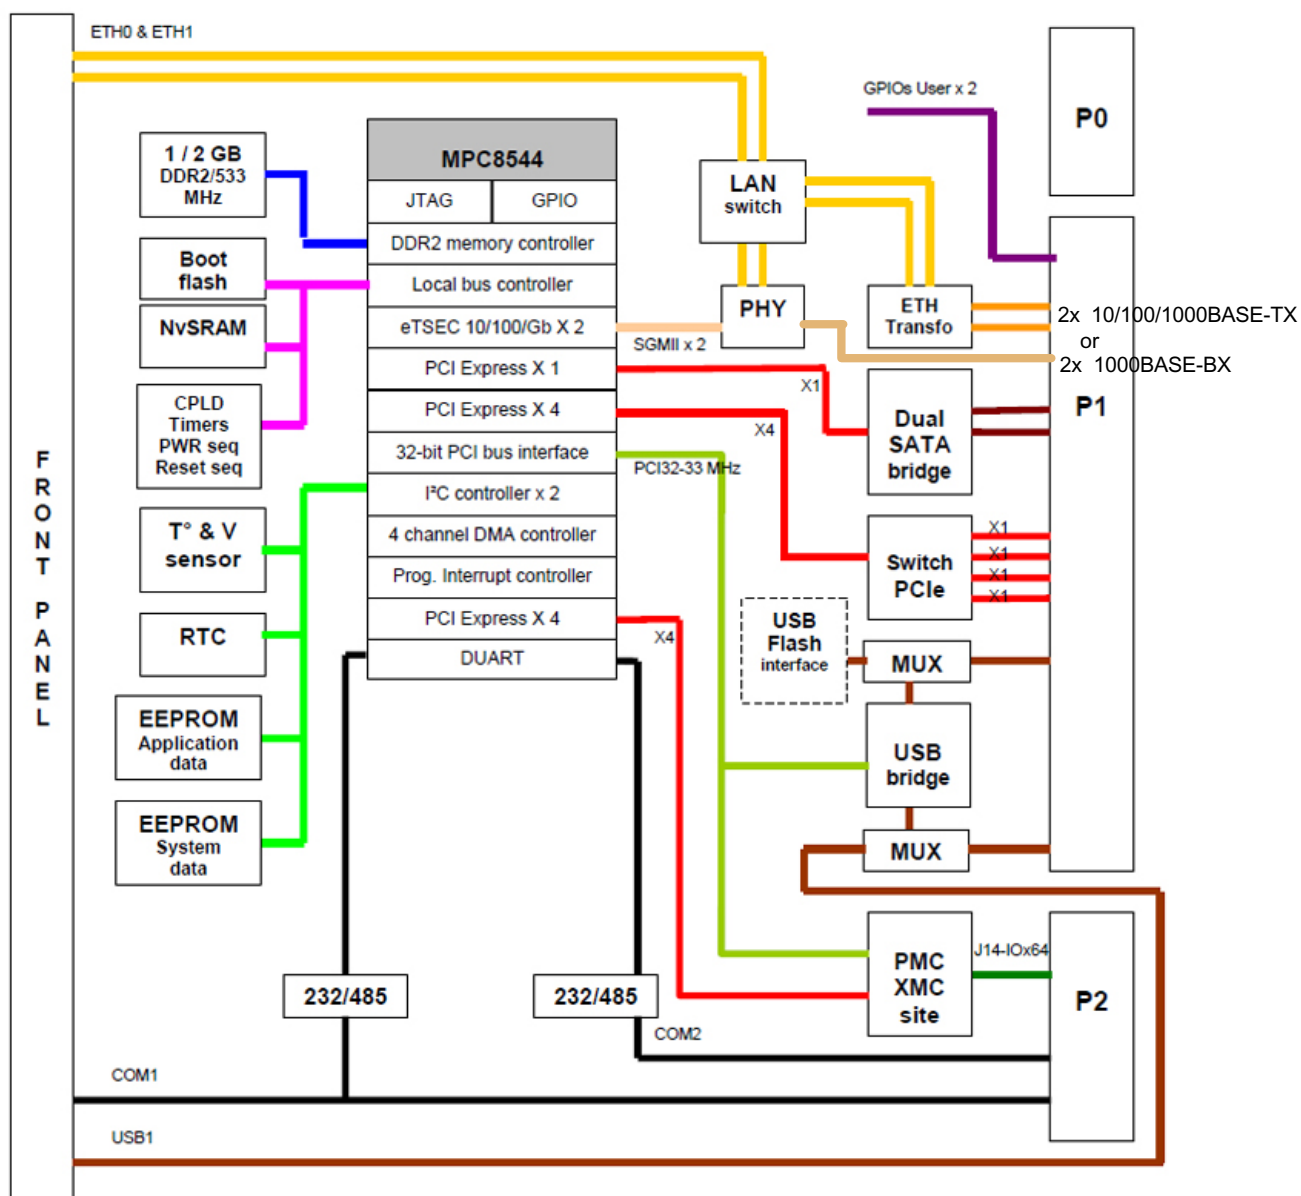 ETH0 & ETH1
GPIOs User x 2
P0
1 / 2 GB
DDR2/533
MHz
MPC8544
JTAG
GPIO
LAN
switch
DDR2 memory controller
Boot
flash
Local bus controller
NvSRAM
eTSEC 10/100/Gb X 2
SGMII x 2
PHY
ETH
Transfo
2x 10/100/1000BASE-TX
or
2x 1000BASE-BX
PCI Express X 1
X1
P1
CPLD
Timers
PWR seq
Reset seq
PCI Express X 4
X4
Dual
SATA
bridge
32-bit PCI bus interface
PCI32-33 MHz
I²C controller x 2
T° & V
sensor
4 channel DMA controller
Switch
PCIe
X1
X1
X1
X1
Prog. Interrupt controller
RTC
PCI Express X 4
X4
USB
Flash
interface
MUX
DUART
FRONT PANEL
EEPROM
Application
data
USB
bridge
EEPROM
System
data
MUX
PMC
XMC
site
J14-IOx64
P2
232/485
232/485
COM2
COM1
USB1